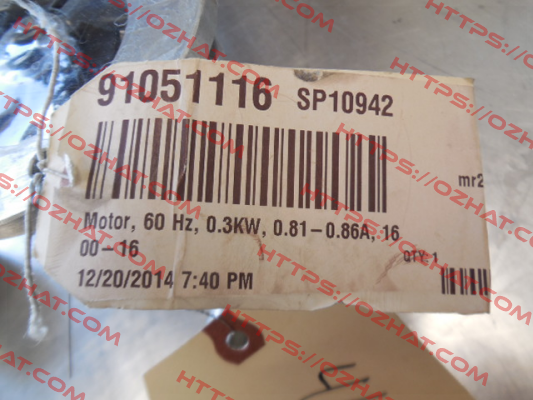 91051116 SP10942
mr2
Motor, 60 Hz, 0.3KW, 0.81-0.86A, 16
00-16
QTY 1
12/20/2014 7:40 PM
HTTPS://OZHAT.COM